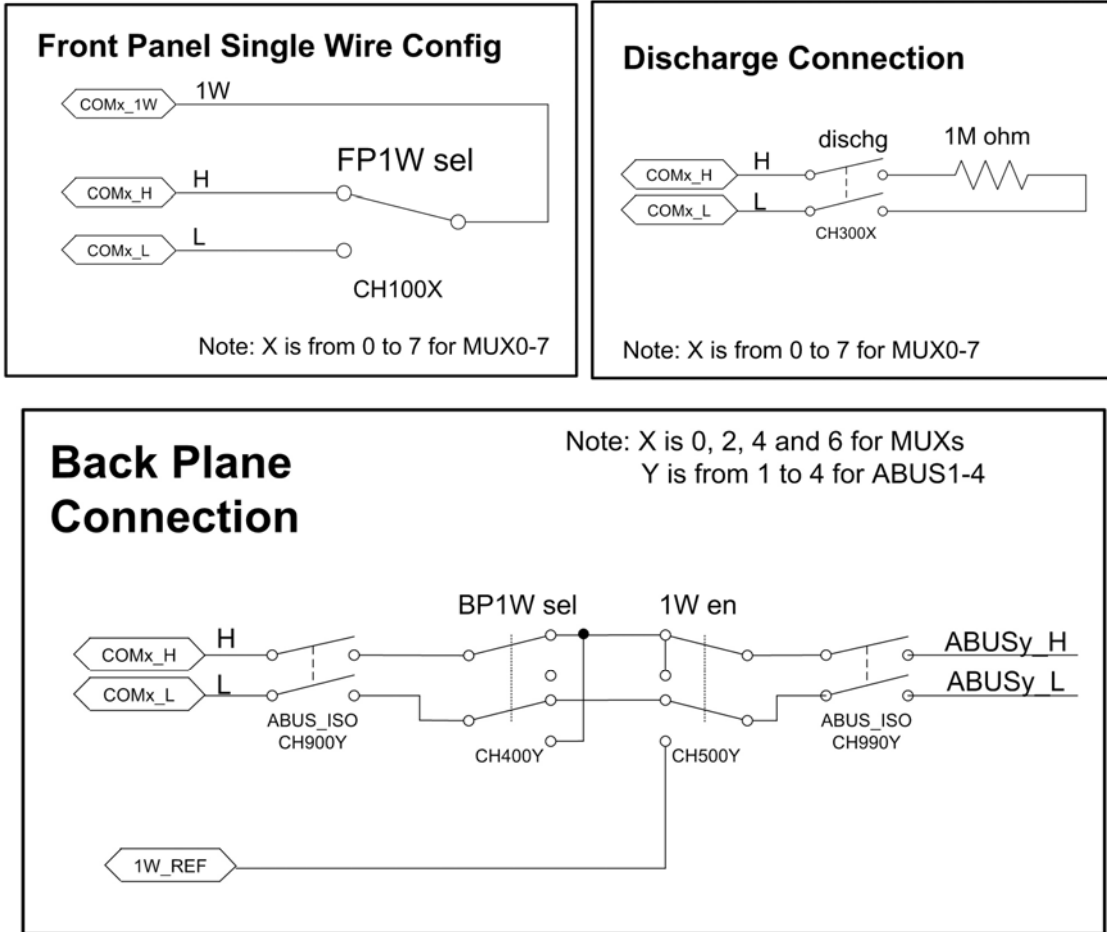 Front Panel Single Wire Config
COMx_1W
1W
FP1W sel
COMx_H
H
COMx_L
L
CH100X
Note: X is from 0 to 7 for MUX0-7
Discharge Connection
dischg
1M ohm
COMx_H
H
COMx_L
L
CH300X
Note: X is from 0 to 7 for MUX0-7
Back Plane
Connection
Note: X is 0, 2, 4 and 6 for MUXs
Y is from 1 to 4 for ABUS1-4
BP1W sel
1W en
COMx_H
H
ABUSy_H
COMx_L
L
ABUSy_L
ABUS_ISO
CH900Y
CH400Y
CH500Y
ABUS_ISO
CH990Y
1W_REF